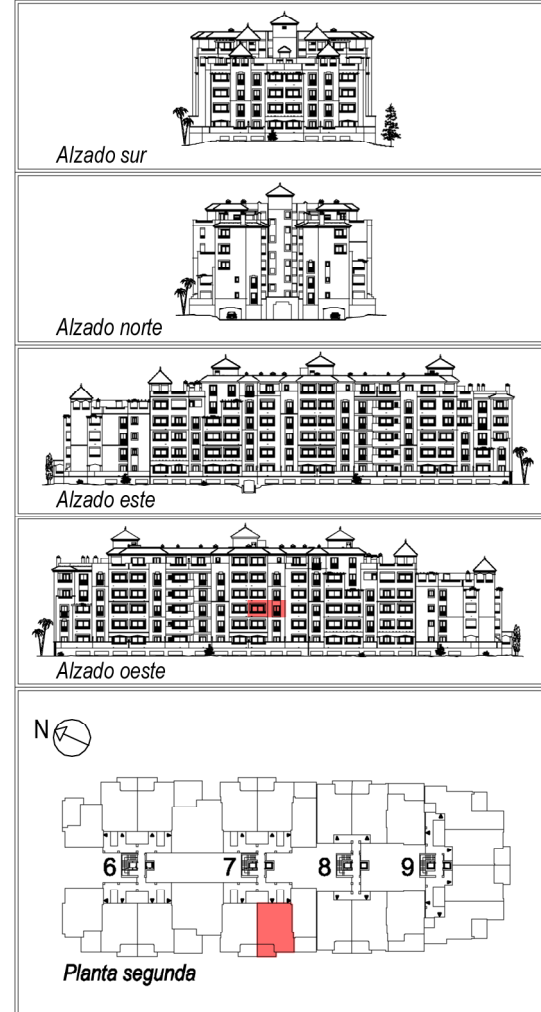 Alzado sur
Alzado norte
Alzado este
Alzado oeste
N
6 7 8 9
Planta segunda